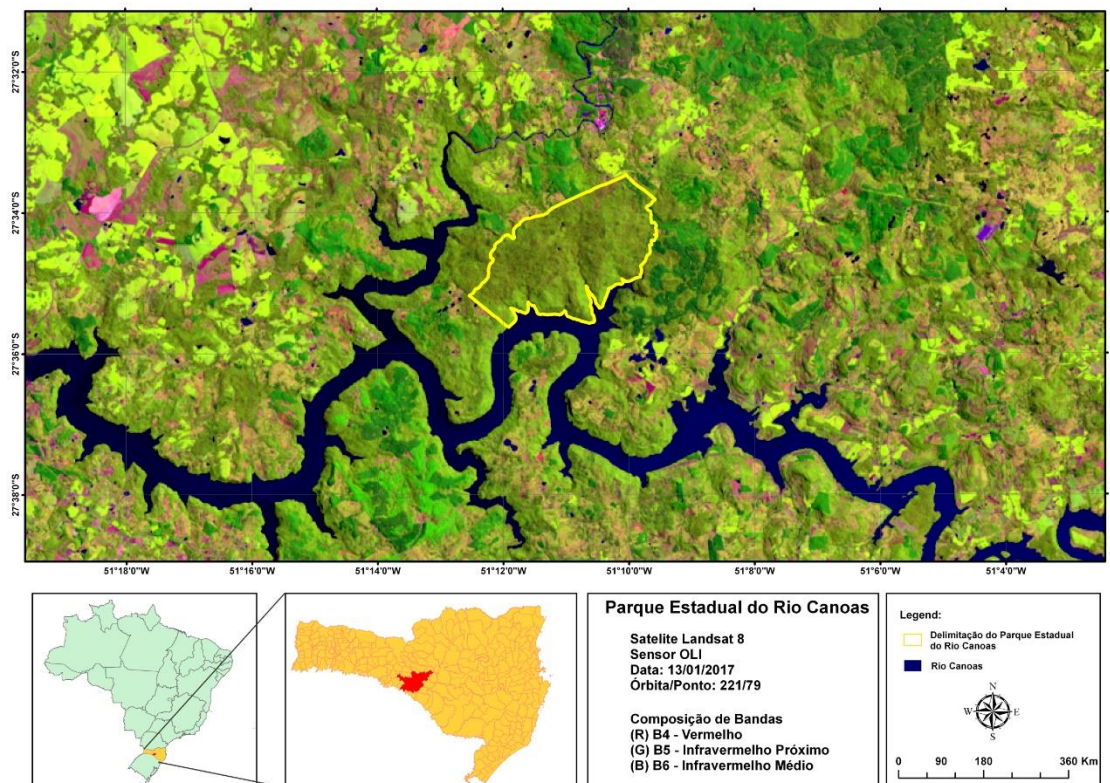 27°32'0"S
27°34'0"S
27°36'0"S
27°38'0"S
51°18'0"W
51°16'0"W
51°14'0"W
51°12'0"W
51°10'0"W
51°8'0"W
51°6'0"W
51°4'0"W
Parque Estadual do Rio Canoas
Satelite Landsat 8
Sensor OLI
Data: 13/01/2017
Órbita/Ponto: 221/79
Composição de Bandas
(R) B4 - Vermelho
(G) B5 - Infravermelho Próximo
(B) B6 - Infravermelho Médio
Legend:
Delimitação do Parque Estadual
do Rio Canoas
Rio Canoas
N
W
E
S
0 90 180 360 Km